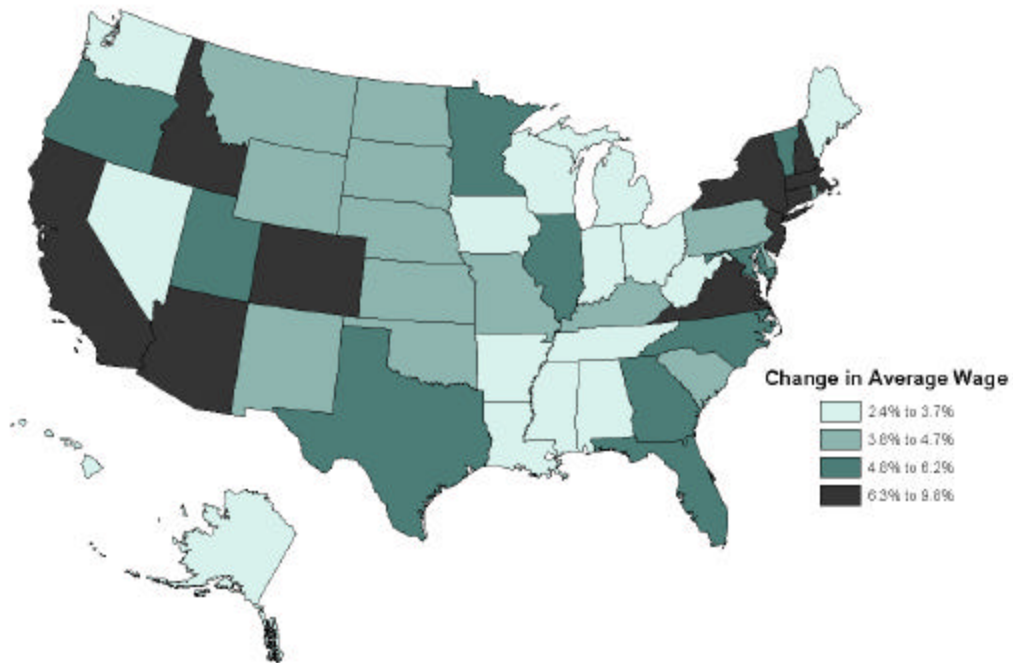 Change in Average Wage
2.4% to 3.7%
3.8% to 4.7%
4.8% to 6.2%
6.3% to 9.8%